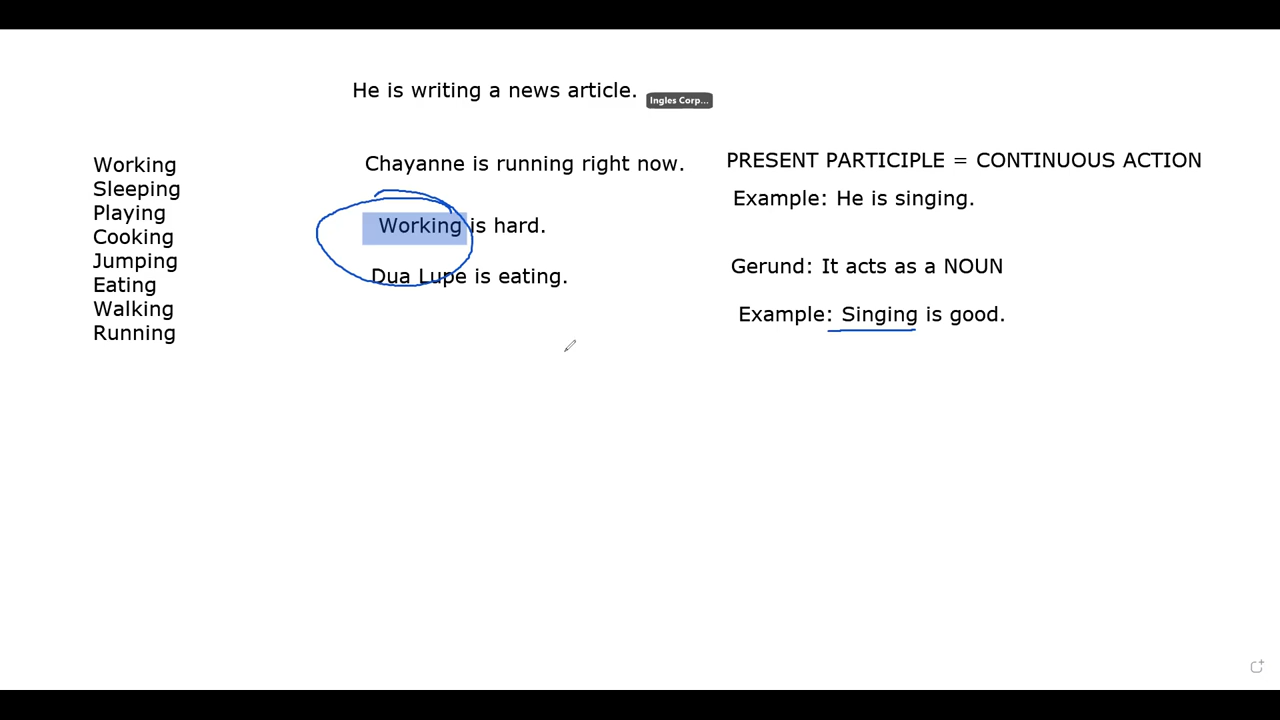 He is writing a news article.
Ingles Corp...
Working
Sleeping
Playing
Cooking
Jumping
Eating
Walking
Running
Chayanne is running right now.
Working is hard.
Dua Lupe is eating.
PRESENT PARTICIPLE = CONTINUOUS ACTION
Example: He is singing.
Gerund: It acts as a NOUN
Example: Singing is good.